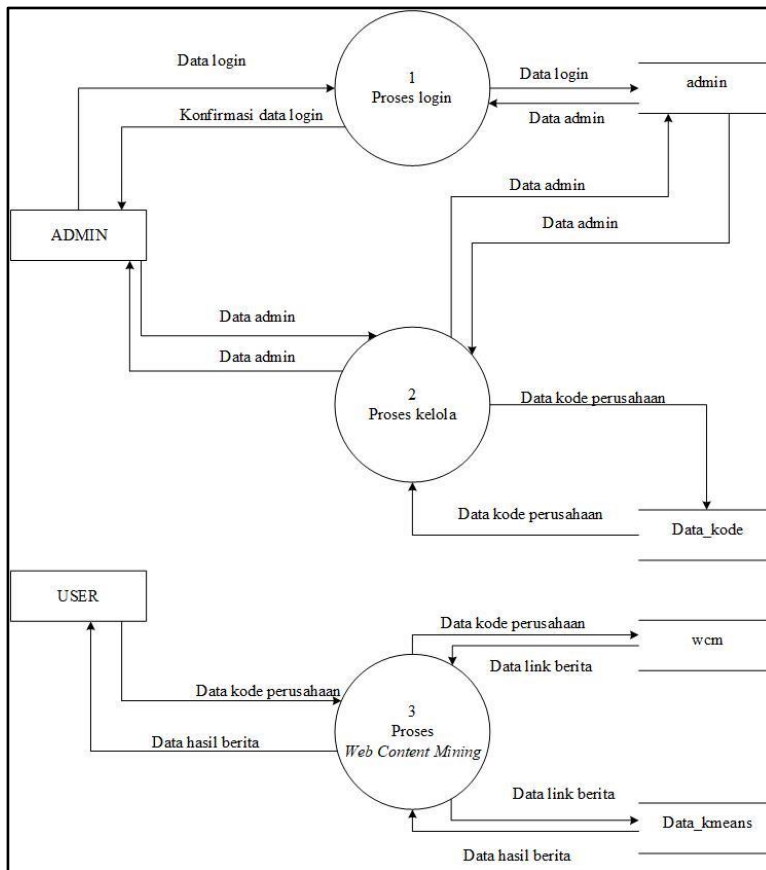 Data login
1
Proses login
Data login
admin
Konfirmasi data login
Data admin
Data admin
Data admin
ADMIN
Data admin
Data admin
2
Proses kelola
Data kode perusahaan
Data kode perusahaan
Data_kode
USER
Data kode perusahaan
wcm
Data link berita
Data kode perusahaan
3
Proses
Web Content Mining
Data hasil berita
Data link berita
Data_kmeans
Data hasil berita